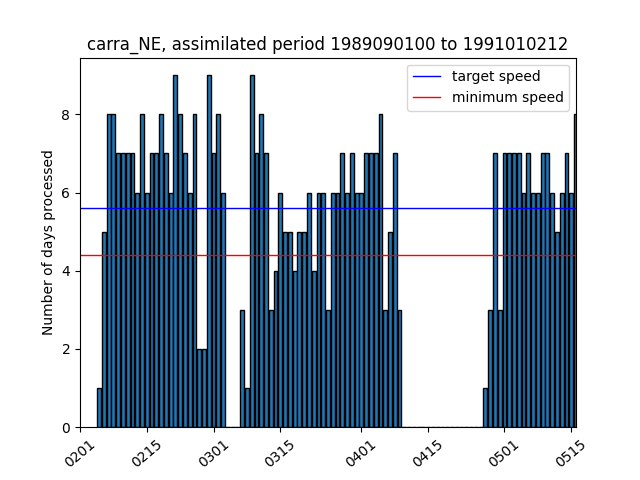 carra_NE, assimilated period 1989090100 to 1991010212
target speed
minimum speed
Number of days processed
8
6
4
2
0
0201 0215 0301 0315 0401 0415 0501 0515